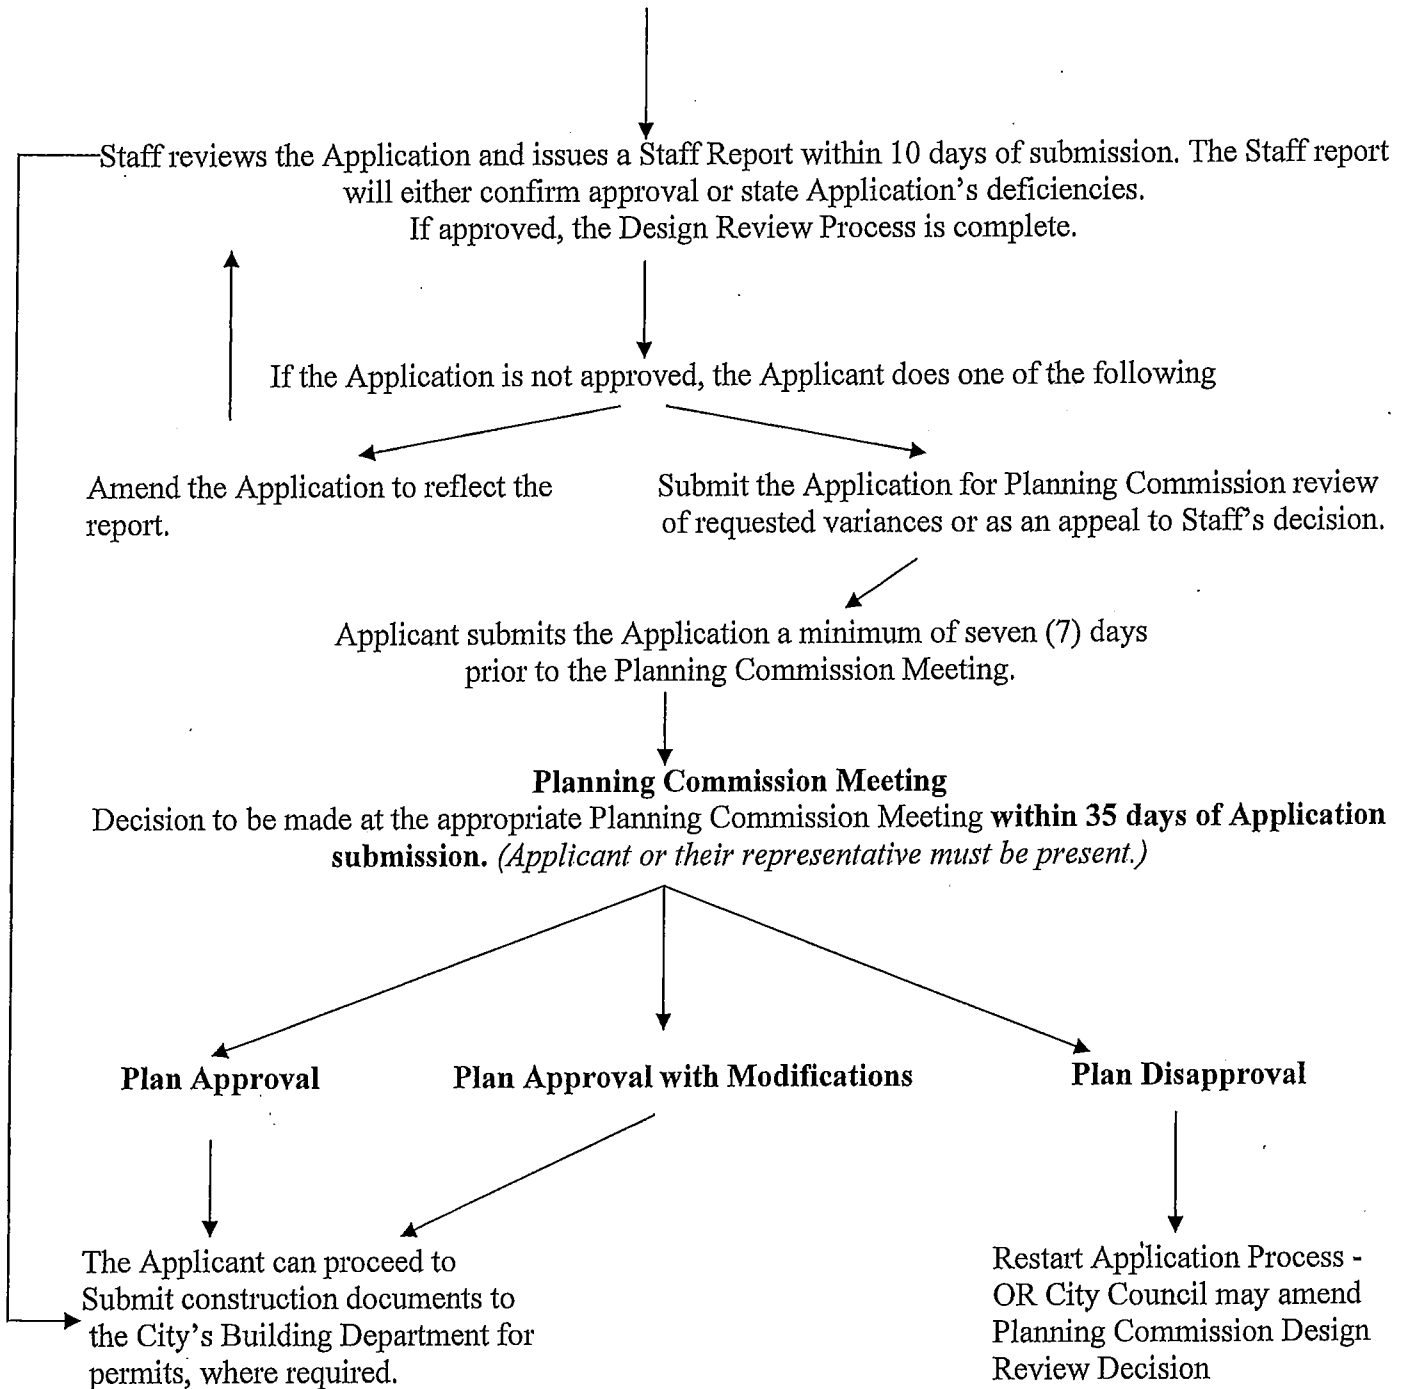 Staff reviews the Application and issues a Staff Report within 10 days of submission. The Staff report
will either confirm approval or state Application's deficiencies.
If approved, the Design Review Process is complete.
If the Application is not approved, the Applicant does one of the following
Amend the Application to reflect the
report.
Submit the Application for Planning Commission review
of requested variances or as an appeal to Staff's decision.
Applicant submits the Application a minimum of seven (7) days
prior to the Planning Commission Meeting.
Planning Commission Meeting
Decision to be made at the appropriate Planning Commission Meeting within 35 days of Application
submission. (Applicant or their representative must be present.)
Plan Approval
Plan Approval with Modifications
Plan Disapproval
The Applicant can proceed to
Submit construction documents to
the City's Building Department for
permits, where required.
Restart Application Process -
OR City Council may amend
Planning Commission Design
Review Decision